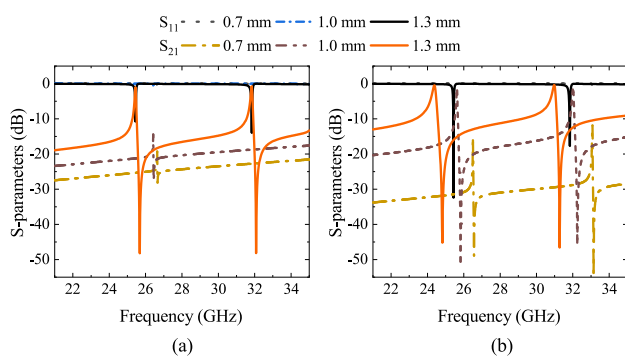 S11 0.7 mm 1.0 mm 1.3 mm
S21 0.7 mm 1.0 mm 1.3 mm
S-parameters (dB)
0
-10
-20
-30
-40
-50
22 24 26 28 30 32 34
Frequency (GHz)
(a)
S-parameters (dB)
0
-10
-20
-30
-40
-50
22 24 26 28 30 32 34
Frequency (GHz)
(b)